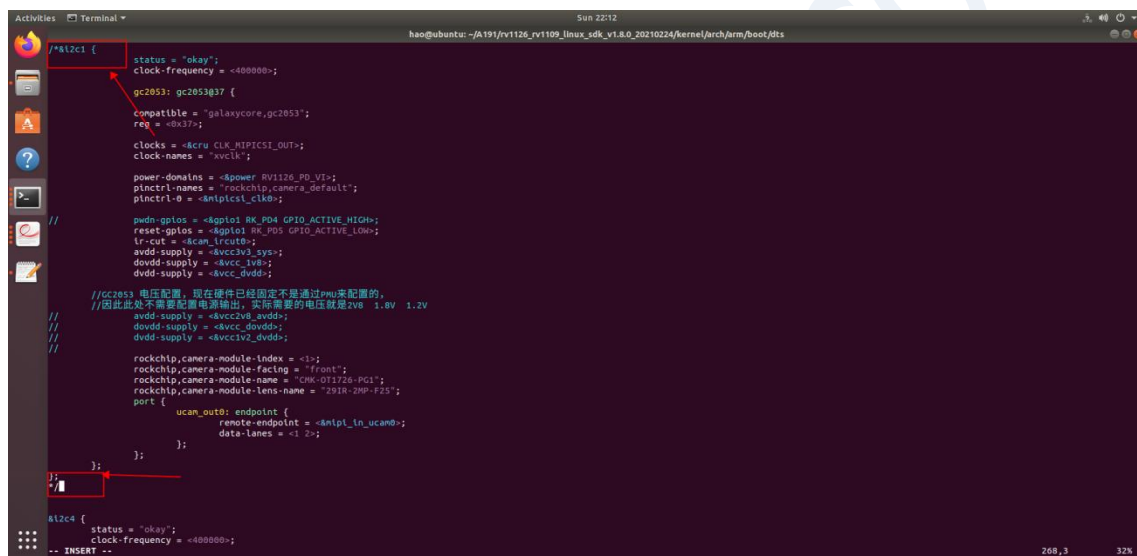 Activities Terminal Sun 22:12
hao@ubuntu: ~/A191/rv1126_rv1109_linux_sdk_v1.8.0_20210224/kernel/arch/arm/boot/dts
/*&i2c1 {
status = "okay";
clock-frequency = <400000>;
gc2053: gc2053@37 {
compatible = "galaxycore,gc2053";
reg = <0x37>;
clocks = <&cru CLK_MIPICSI_OUT>;
clock-names = "xvclk";
power-domains = <&power RV1126_PD_VI>;
pinctrl-names = "rockchip,camera_default";
pinctrl-0 = <&mipicsi_clk0>;
// pwdn-gpios = <&gpio1 RK_PD4 GPIO_ACTIVE_HIGH>;
reset-gpios = <&gpio1 RK_PD5 GPIO_ACTIVE_LOW>;
ir-cut = <&cam_ircut0>;
avdd-supply = <&vcc3v3_sys>;
dovdd-supply = <&vcc_1v8>;
dvdd-supply = <&vcc_dvdd>;
//GC2053 电压配置，现在硬件已经固定不是通过PMU来配置的，
//因此此处不需要配置电源输出，实际需要的电压就是2V8 1.8V 1.2V
// avdd-supply = <&vcc2v8_avdd>;
// dovdd-supply = <&vcc_dovdd>;
// dvdd-supply = <&vcc1v2_dvdd>;
//
rockchip,camera-module-index = <1>;
rockchip,camera-module-facing = "front";
rockchip,camera-module-name = "CMK-OT1726-PG1";
rockchip,camera-module-lens-name = "29IR-2MP-F25";
port {
ucam_out0: endpoint {
remote-endpoint = <&mipi_in_ucam0>;
data-lanes = <1 2>;
};
};
};
};
*/
&i2c4 {
status = "okay";
clock-frequency = <400000>;
-- INSERT -- 268,3 32%